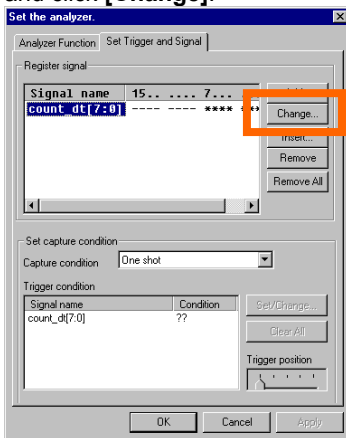 and click [Change].
Set the analyzer.
Analyzer Function Set Trigger and Signal
Register signal
Signal name 15.. .... 7...
count_dt[7:0] ---- ---- ****
Change...
Insert...
Remove
Remove All
Set capture condition
Capture condition One shot
Trigger condition
Signal name Condition
count_dt[7:0] ??
Set/Change...
Clear All
Trigger position
OK Cancel Apply